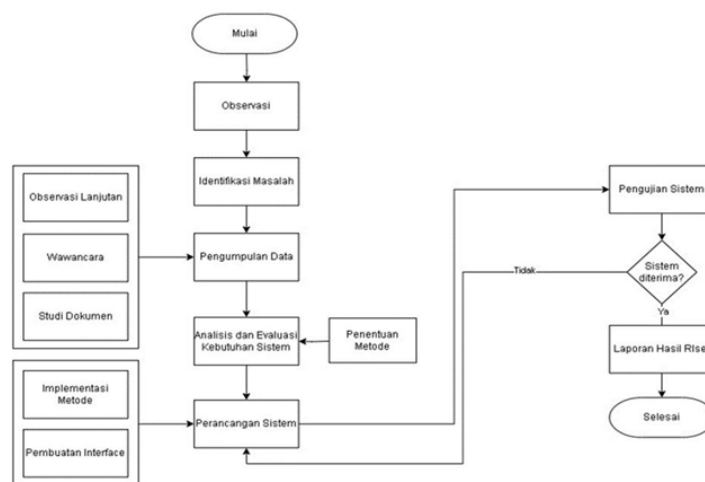 Mulai
Observasi
Identifikasi Masalah
Observasi Lanjutan
Wawancara
Studi Dokumen
Pengumpulan Data
Analisis dan Evaluasi
Kebutuhan Sistem
Penentuan
Metode
Implementasi
Metode
Pembuatan Interface
Perancangan Sistem
Pengujian Sistem
Sistem
diterima?
Tidak
Ya
Laporan Hasil RIse
Selesai